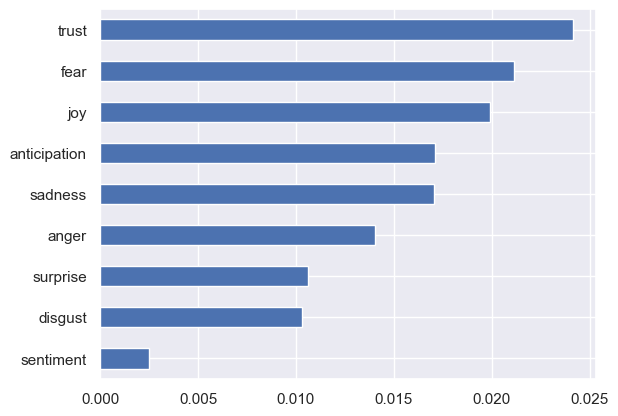 trust
fear
joy
anticipation
sadness
anger
surprise
disgust
sentiment
0.000 0.005 0.010 0.015 0.020 0.025